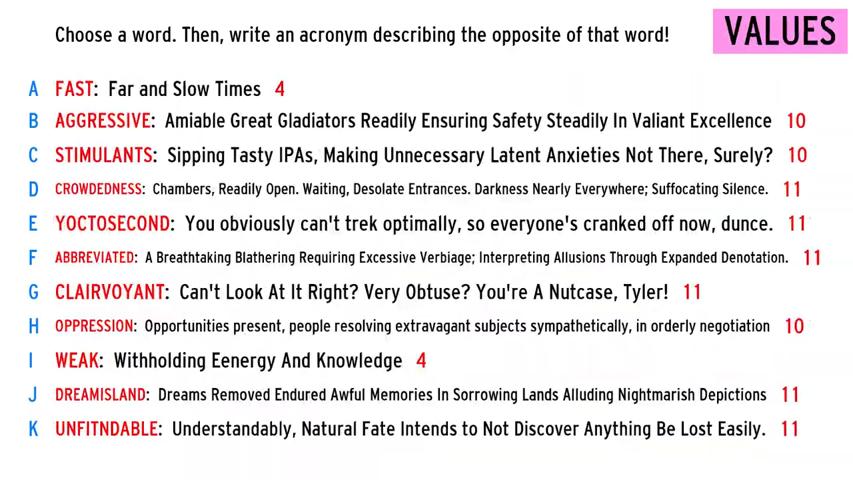 Choose a word. Then, write an acronym describing the opposite of that word!
VALUES
A FAST: Far and Slow Times 4
B AGGRESSIVE: Amiable Great Gladiators Readily Ensuring Safety Steadily In Valiant Excellence 10
C STIMULANTS: Sipping Tasty IPAs, Making Unnecessary Latent Anxieties Not There, Surely? 10
D CROWDEDNESS: Chambers, Readily Open. Waiting, Desolate Entrances. Darkness Nearly Everywhere; Suffocating Silence. 11
E YOCTOSECOND: You obviously can't trek optimally, so everyone's cranked off now, dunce. 11
F ABBREVIATED: A Breathtaking Blathering Requiring Excessive Verbiage; Interpreting Allusions Through Expanded Denotation. 11
G CLAIRVOYANT: Can't Look At It Right? Very Obtuse? You're A Nutcase, Tyler! 11
H OPPRESSION: Opportunities present, people resolving extravagant subjects sympathetically, in orderly negotiation 10
I WEAK: Withholding Eenergy And Knowledge 4
J DREAMISLAND: Dreams Removed Endured Awful Memories In Sorrowing Lands Alluding Nightmarish Depictions 11
K UNFITNDABLE: Understandably, Natural Fate Intends to Not Discover Anything Be Lost Easily. 11